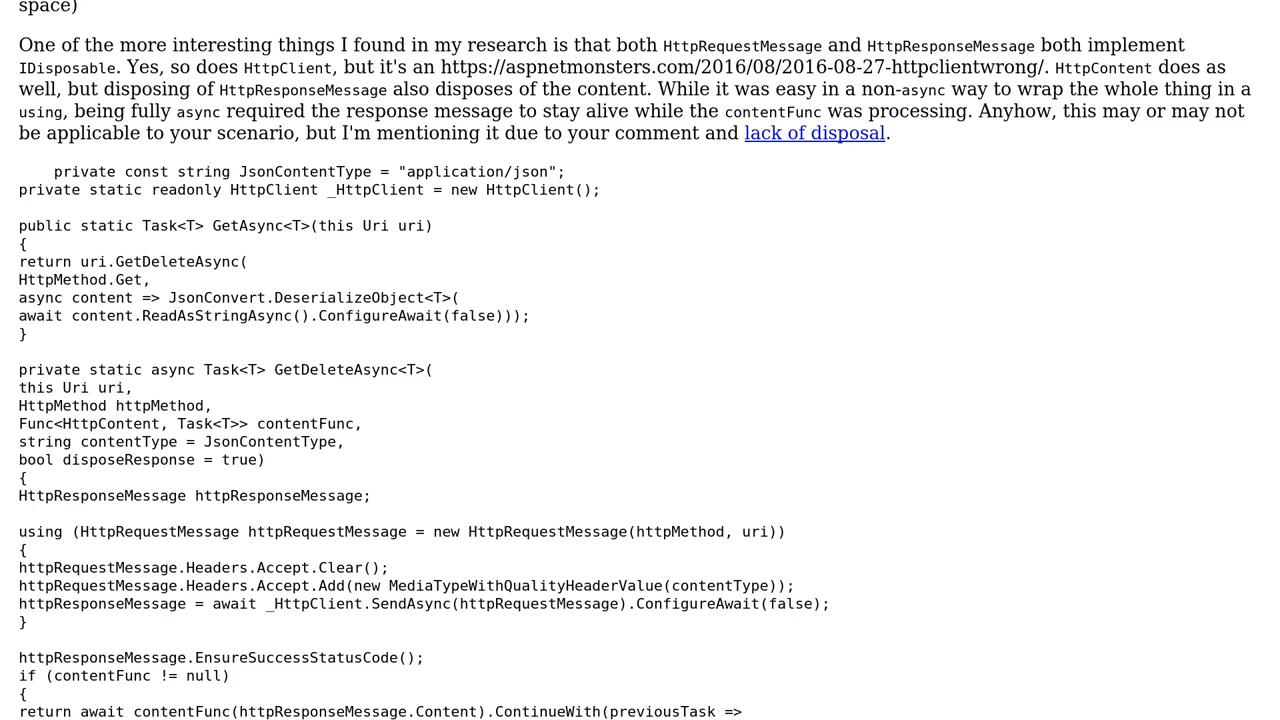 space)
One of the more interesting things I found in my research is that both HttpRequestMessage and HttpResponseMessage both implement
IDisposable. Yes, so does HttpClient, but it's an https://aspnetmonsters.com/2016/08/2016-08-27-httpclientwrong/. HttpContent does as
well, but disposing of HttpResponseMessage also disposes of the content. While it was easy in a non-async way to wrap the whole thing in a
using, being fully async required the response message to stay alive while the contentFunc was processing. Anyhow, this may or may not
be applicable to your scenario, but I'm mentioning it due to your comment and lack of disposal.
private const string JsonContentType = "application/json";
private static readonly HttpClient _HttpClient = new HttpClient();
public static Task<T> GetAsync<T>(this Uri uri)
{
return uri.GetDeleteAsync(
HttpMethod.Get,
async content => JsonConvert.DeserializeObject<T>(
await content.ReadAsStringAsync().ConfigureAwait(false)));
}
private static async Task<T> GetDeleteAsync<T>(
this Uri uri,
HttpMethod httpMethod,
Func<HttpContent, Task<T>> contentFunc,
string contentType = JsonContentType,
bool disposeResponse = true)
{
HttpResponseMessage httpResponseMessage;
using (HttpRequestMessage httpRequestMessage = new HttpRequestMessage(httpMethod, uri))
{
httpRequestMessage.Headers.Accept.Clear();
httpRequestMessage.Headers.Accept.Add(new MediaTypeWithQualityHeaderValue(contentType));
httpResponseMessage = await _HttpClient.SendAsync(httpRequestMessage).ConfigureAwait(false);
}
httpResponseMessage.EnsureSuccessStatusCode();
if (contentFunc != null)
{
return await contentFunc(httpResponseMessage.Content).ContinueWith(previousTask =>